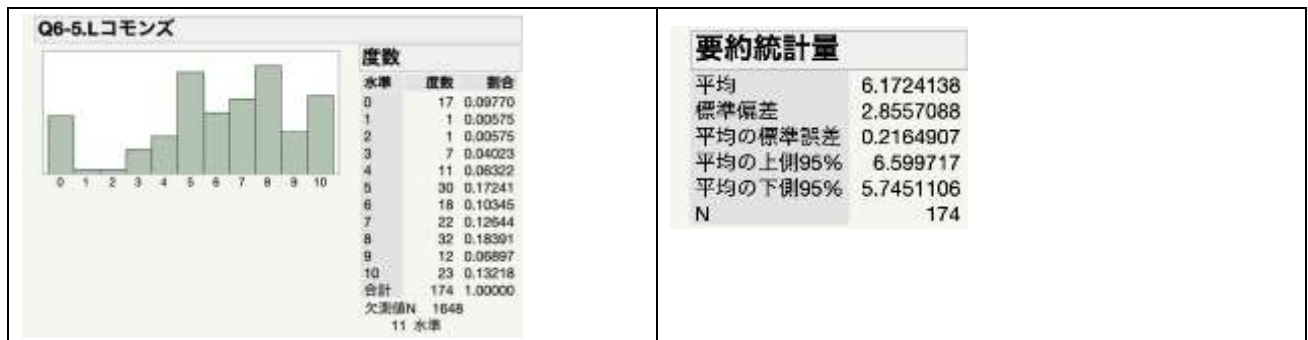 Q6-5.Lコモンズ
0 1 2 3 4 5 6 7 8 9 10
度数
水準 度数 割合
0 17 0.09770
1 1 0.00575
2 1 0.00575
3 7 0.04023
4 11 0.06322
5 30 0.17241
6 18 0.10345
7 22 0.12644
8 32 0.18391
9 12 0.06897
10 23 0.13218
合計 174 1.00000
欠測値N 1648
11 水準
要約統計量
平均 6.1724138
標準偏差 2.8557088
平均の標準誤差 0.2164907
平均の上側95% 6.599717
平均の下側95% 5.7451106
N 174